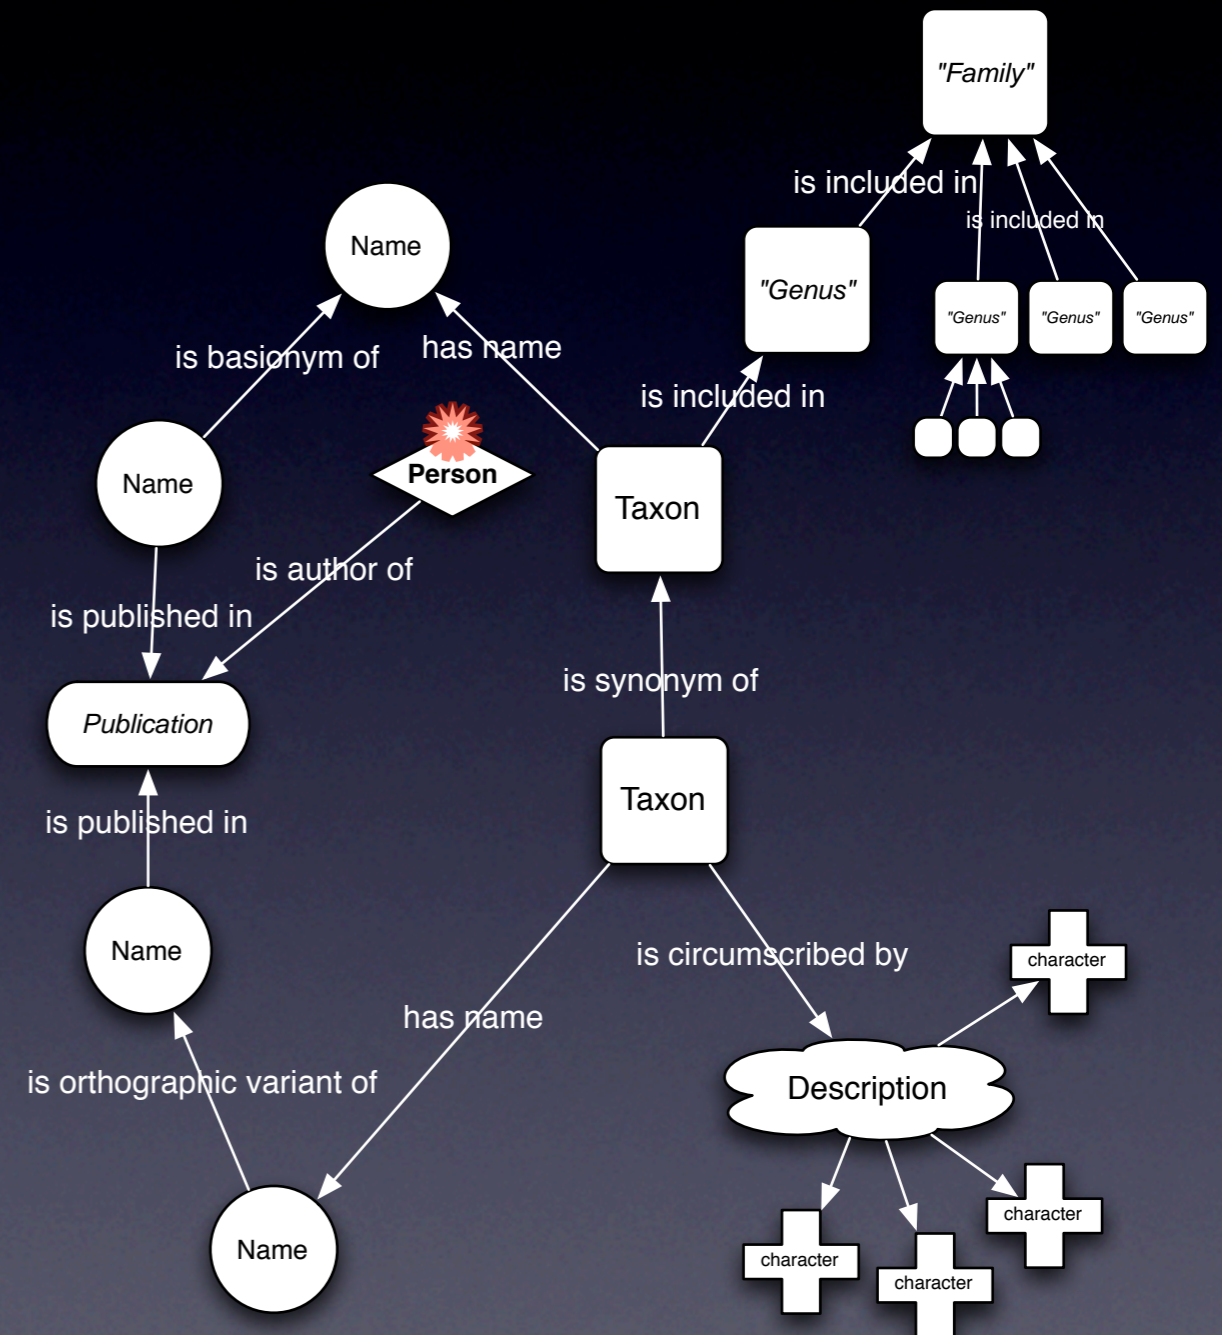 "Family"
is included in
is included in
Name
"Genus"
"Genus"
"Genus"
"Genus"
has name
is basionym of
is included in
Person
Name
Taxon
is author of
is published in
is synonym of
Publication
Taxon
is published in
Name
is circumscribed by
character
has name
is orthographic variant of
Description
character
Name
character
character